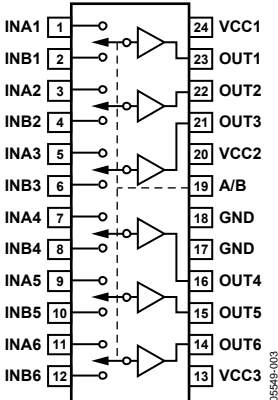 INA1 1 24 VCC1
INB1 2 23 OUT1
INA2 3 22 OUT2
INB2 4 21 OUT3
INA3 5 20 VCC2
INB3 6 19 A/B
INA4 7 18 GND
INB4 8 17 GND
INA5 9 16 OUT4
INB5 10 15 OUT5
INA6 11 14 OUT6
INB6 12 13 VCC3
05549-003